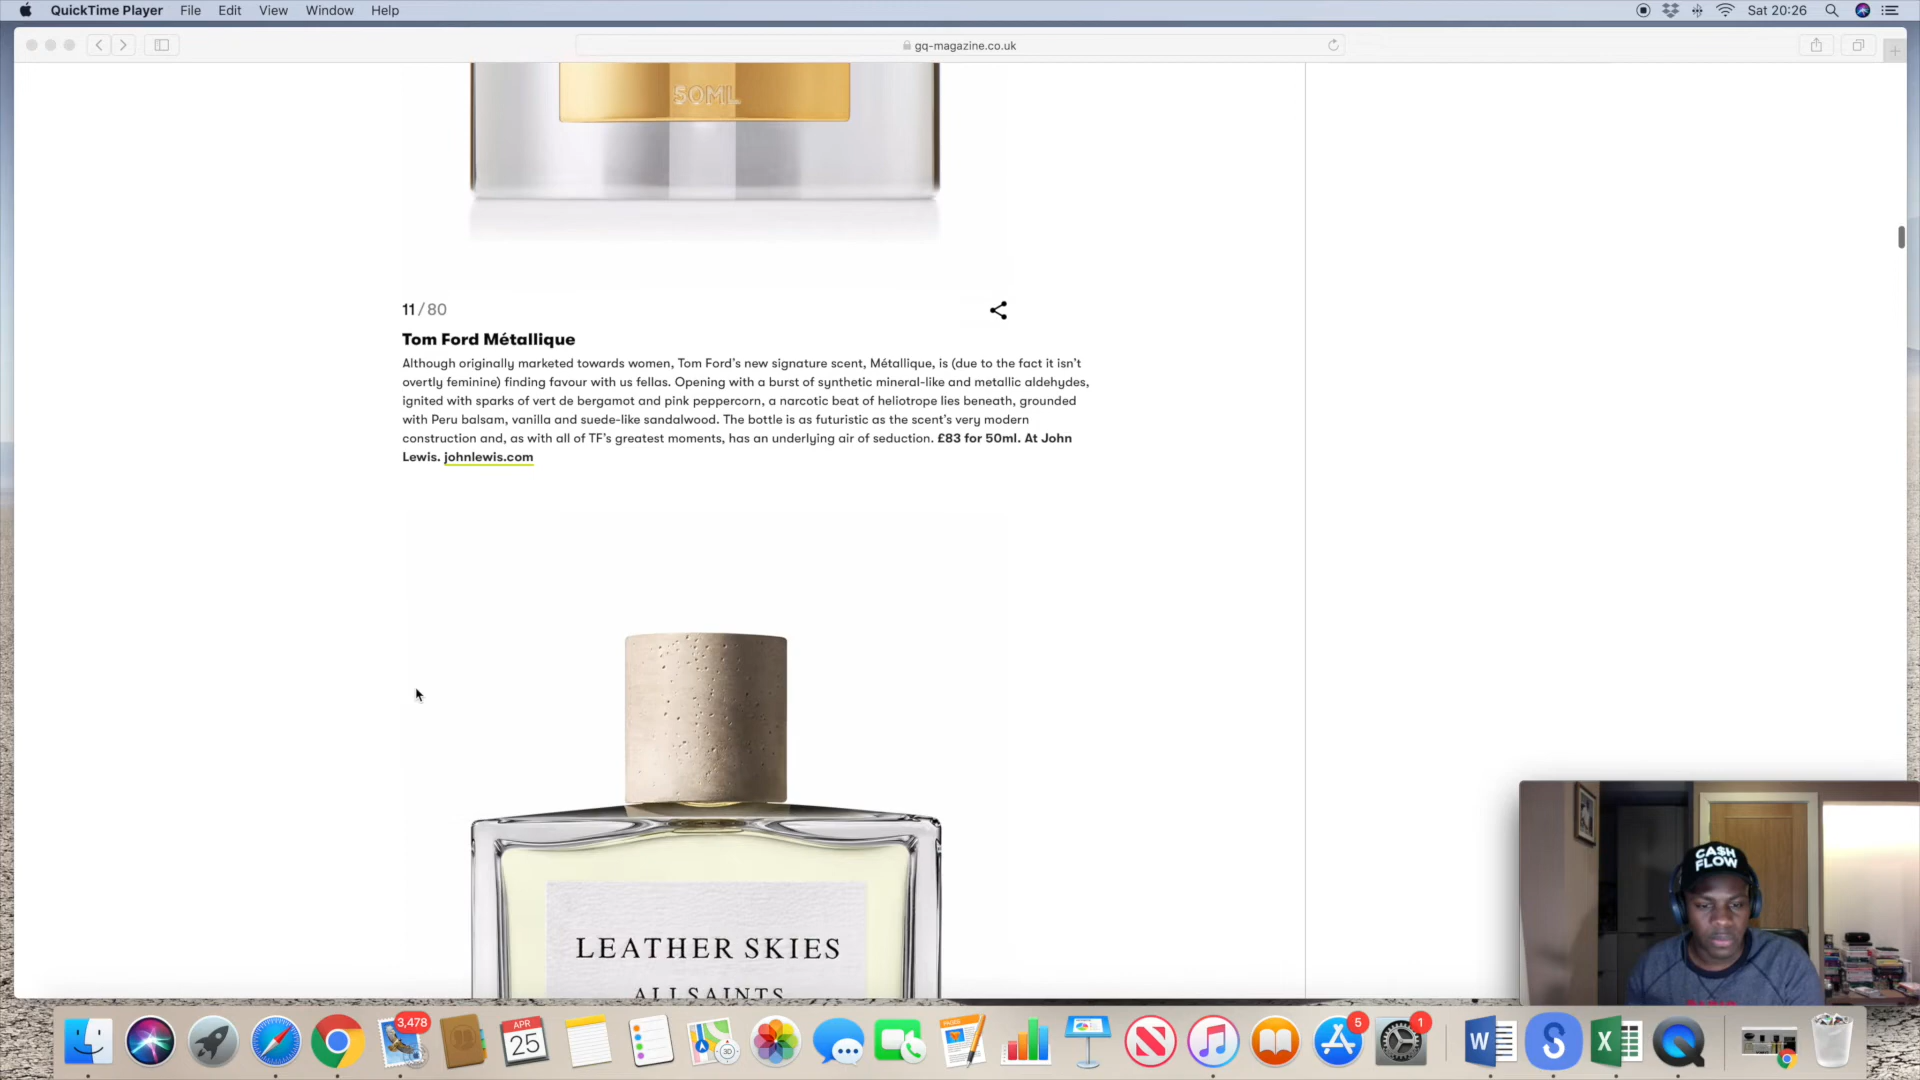 QuickTime Player File Edit View Window Help
Sat 20:26
gq-magazine.co.uk
50ML
11/80
Tom Ford Métallique
Although originally marketed towards women, Tom Ford's new signature scent, Métallique, is (due to the fact it isn't
overtly feminine) finding favour with us fellas. Opening with a burst of synthetic mineral-like and metallic aldehydes,
ignited with sparks of vert de bergamot and pink peppercorn, a narcotic beat of heliotrope lies beneath, grounded
with Peru balsam, vanilla and suede-like sandalwood. The bottle is as futuristic as the scent's very modern
construction and, as with all of TF's greatest moments, has an underlying air of seduction. £83 for 50ml. At John
Lewis. johnlewis.com
LEATHER SKIES
ALLSAINTS
CA$H
FLOW
3,478
APR
25
PAGES
3D
5
1
W
S
X